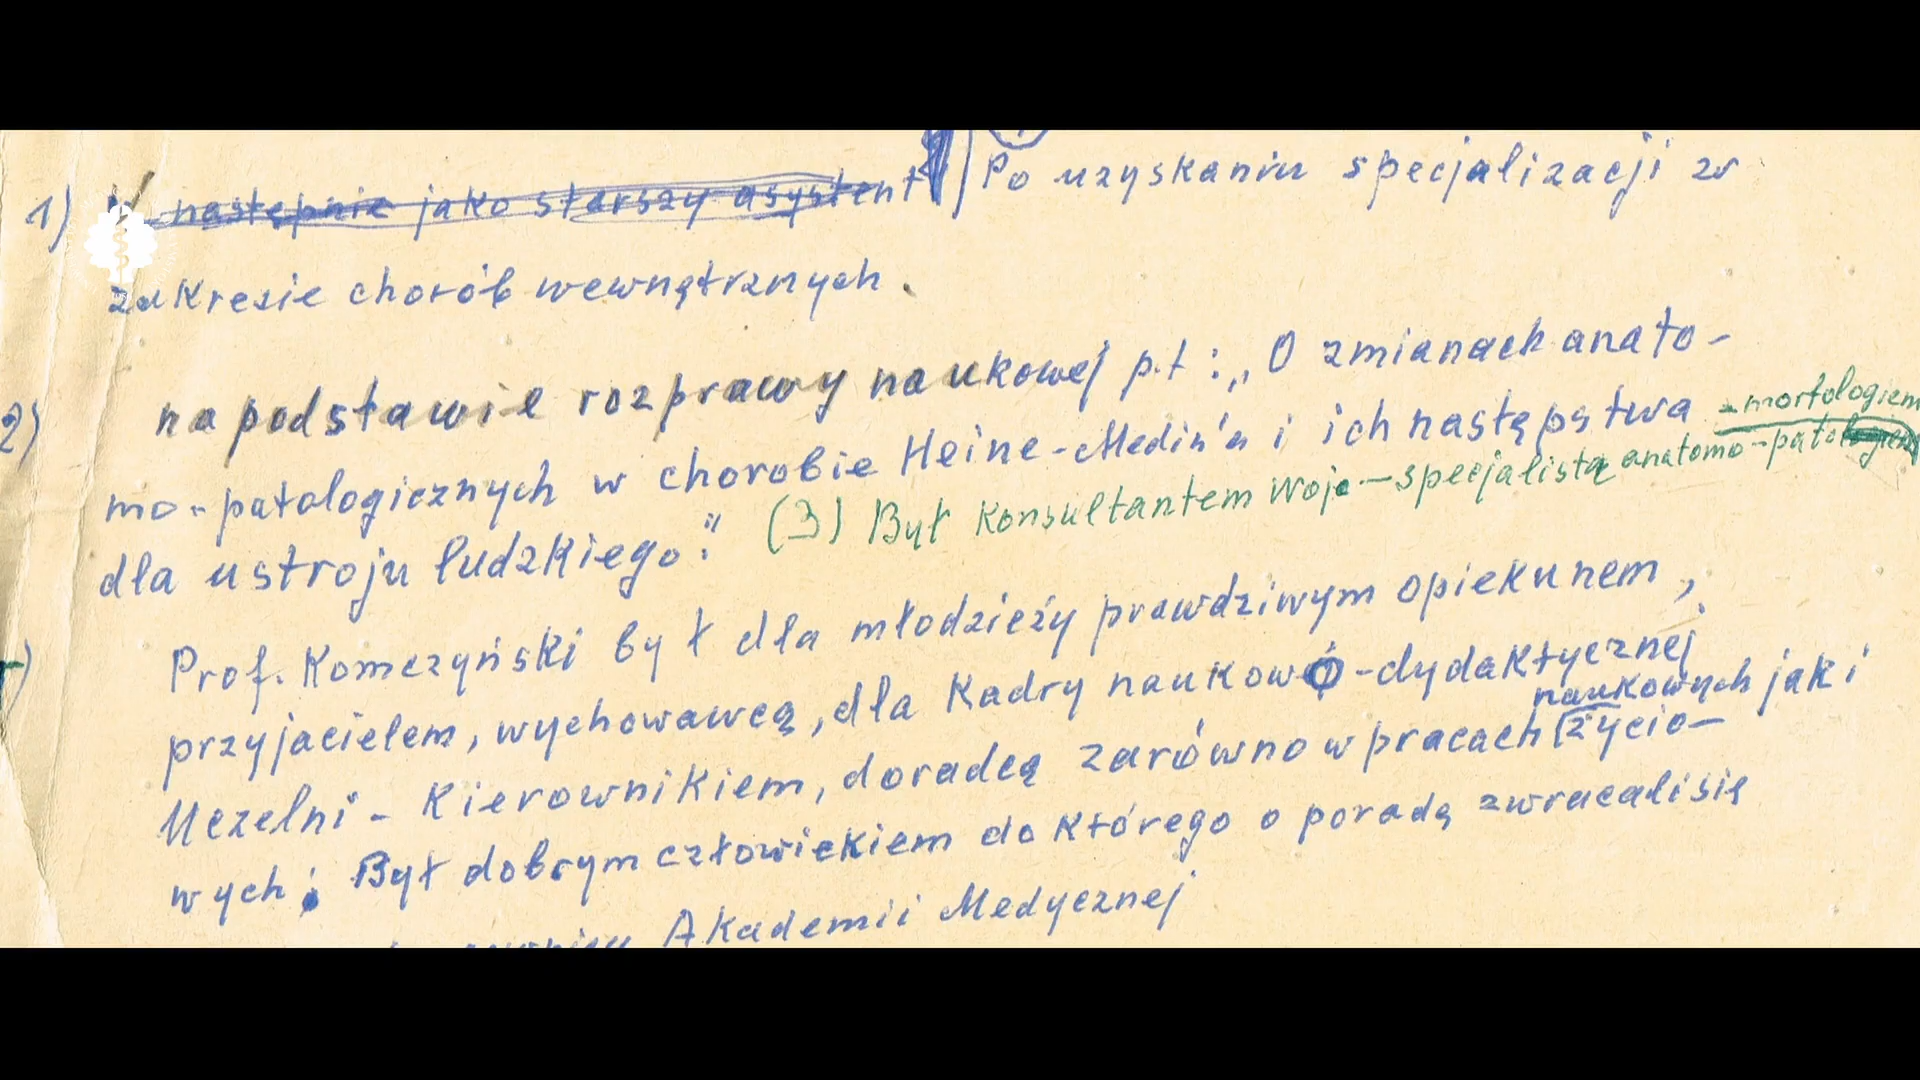 1) następnie jako starszy asystent Po uzyskaniu specjalizacji w
zakresie chorób wewnętrznych.
2) na podstawie rozprawy naukowej p.t: „O zmianach anato-
mo-patologicznych w chorobie Heine-Medin'a i ich następstwa
- morfologiem
dla ustroju ludzkiego." (3) Był Konsultantem Woj.-specjalistą anatomo-pato
Prof. Komczyński był dla młodzieży prawdziwym opiekunem,
przyjacielem, wychowawcą, dla Kadry naukowo-dydaktycznej
naukowych jak i
Uczelni - Kierownikiem, doradcą zarówno w pracach życio-
wych. Był dobrym człowiekiem do którego o poradę zwracali się
Akademii Medycznej